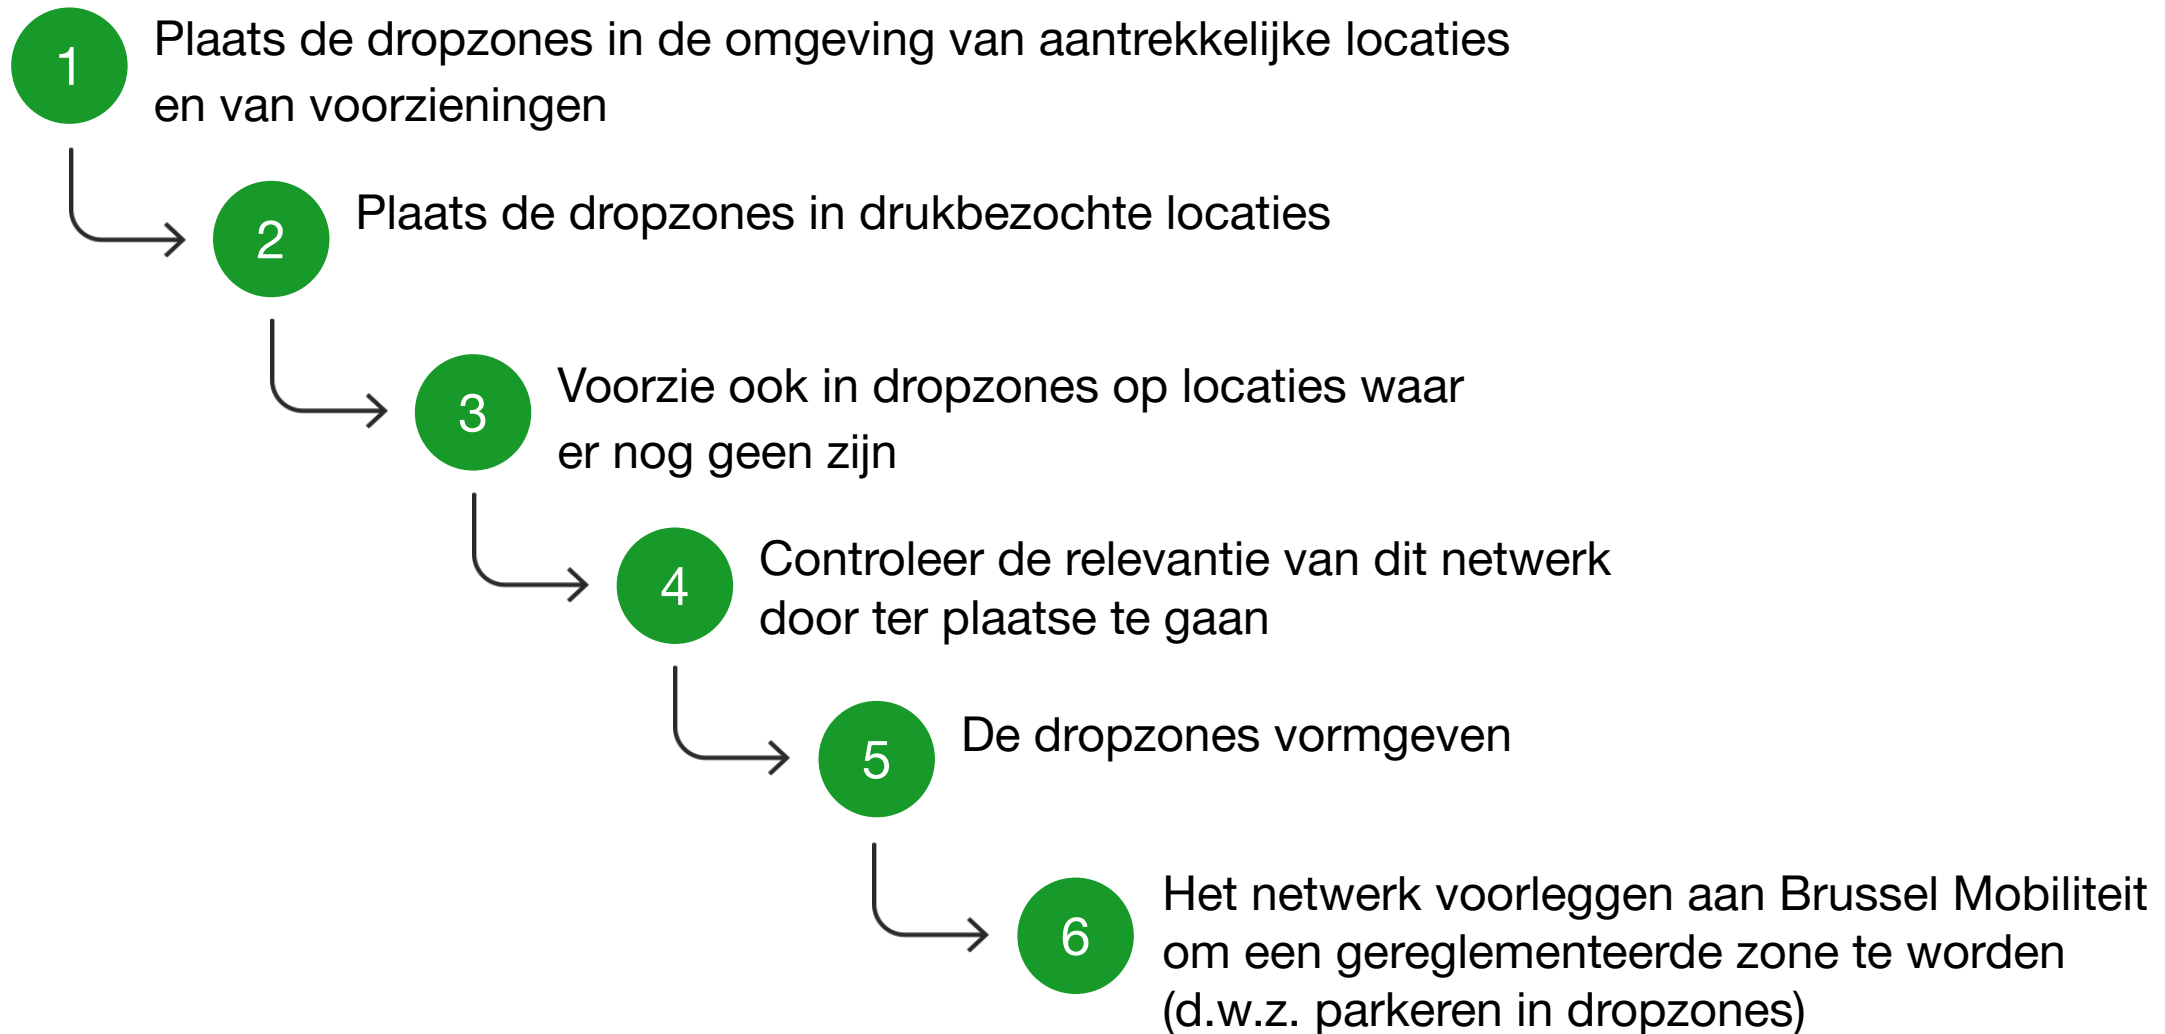 1
Plaats de dropzones in de omgeving van aantrekkelijke locaties
en van voorzieningen
2
Plaats de dropzones in drukbezochte locaties
3
Voorzie ook in dropzones op locaties waar
er nog geen zijn
4
Controleer de relevantie van dit netwerk
door ter plaatse te gaan
5
De dropzones vormgeven
6
Het netwerk voorleggen aan Brussel Mobiliteit
om een gereglementeerde zone te worden
(d.w.z. parkeren in dropzones)